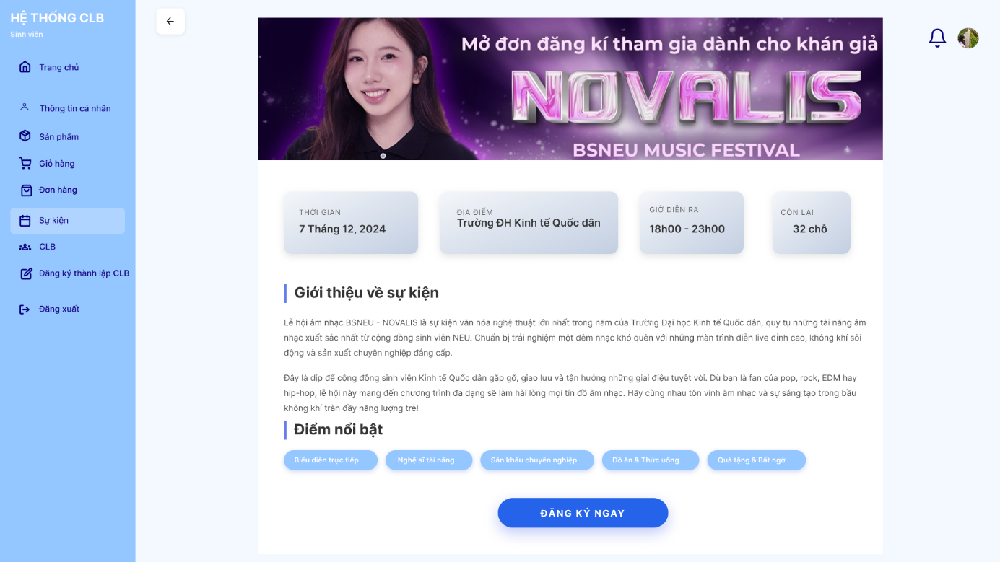 HỆ THỐNG CLB
Sinh viên
Trang chủ
Thông tin cá nhân
Sản phẩm
Giỏ hàng
Đơn hàng
Sự kiện
CLB
Đăng ký thành lập CLB
Đăng xuất
Mở đơn đăng kí tham gia dành cho khán giả
NOVALIS
BSNEU MUSIC FESTIVAL
THỜI GIAN
7 Tháng 12, 2024
ĐỊA ĐIỂM
Trường ĐH Kinh tế Quốc dân
GIỜ DIỄN RA
18h00 - 23h00
CÒN LẠI
32 chỗ
Giới thiệu về sự kiện
Lễ hội âm nhạc BSNEU - NOVALIS là sự kiện văn hóa nghệ thuật lớn nhất trong năm của Trường Đại học Kinh tế Quốc dân, quy tụ những tài năng âm
nhạc xuất sắc nhất từ cộng đồng sinh viên NEU. Chuẩn bị trải nghiệm một đêm nhạc khó quên với những màn trình diễn live đỉnh cao, không khí sôi
động và sản xuất chuyên nghiệp đẳng cấp.
Đây là dịp để cộng đồng sinh viên Kinh tế Quốc dân gặp gỡ, giao lưu và tận hưởng những giai điệu tuyệt vời. Dù bạn là fan của pop, rock, EDM hay
hip-hop, lễ hội này mang đến chương trình đa dạng sẽ làm hài lòng mọi tín đồ âm nhạc. Hãy cùng nhau tôn vinh âm nhạc và sự sáng tạo trong bầu
không khí tràn đầy năng lượng trẻ!
Điểm nổi bật
Biểu diễn trực tiếp
Nghệ sĩ tài năng
Sân khấu chuyên nghiệp
Đồ ăn & Thức uống
Quà tặng & Bất ngờ
ĐĂNG KÝ NGAY